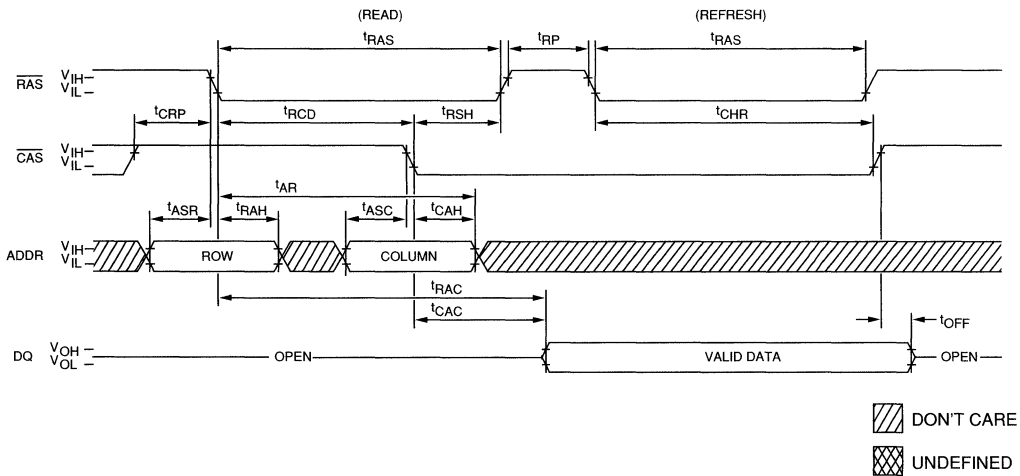 (READ) (REFRESH)
tRAS tRP tRAS
RAS VIH VIL
tCRP tRCD tRSH tCHR
CAS VIH VIL
tAR
tASR tRAH tASC tCAH
ADDR VIH VIL ROW COLUMN
tRAC
tCAC tOFF
DQ VOH VOL OPEN VALID DATA OPEN
DON'T CARE
UNDEFINED